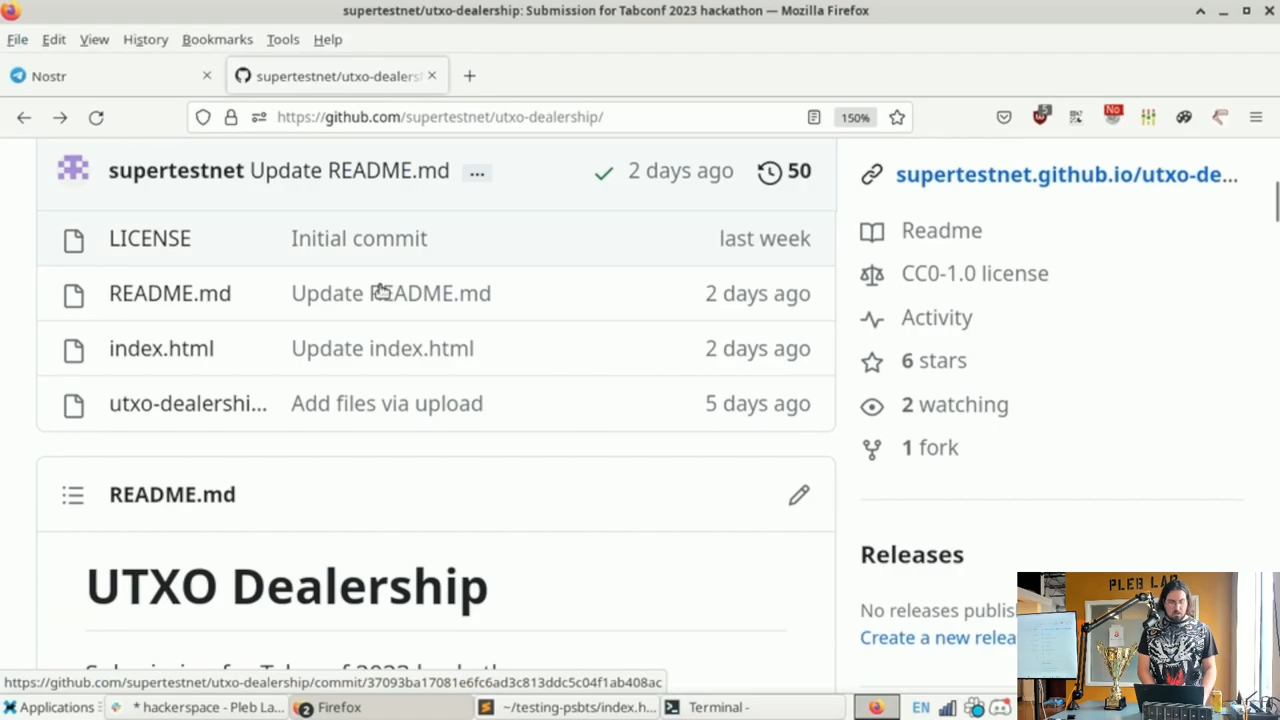 supertestnet/utxo-dealership: Submission for Tabconf 2023 hackathon — Mozilla Firefox
File Edit View History Bookmarks Tools Help
Nostr
supertestnet/utxo-dealers
https://github.com/supertestnet/utxo-dealership/
150%
5
No
supertestnet Update README.md ...
2 days ago
50
LICENSE Initial commit last week
README.md Update README.md 2 days ago
index.html Update index.html 2 days ago
utxo-dealershi... Add files via upload 5 days ago
README.md
UTXO Dealership
supertestnet.github.io/utxo-de...
Readme
CC0-1.0 license
Activity
6 stars
2 watching
1 fork
Releases
No releases publis
Create a new relea
PLEB LAB
https://github.com/supertestnet/utxo-dealership/commit/37093ba17081e6fc6ad3c813ddc5c04f1ab408ac
Applications
* hackerspace - Pleb La...
2 Firefox
~/testing-psbts/index.h...
Terminal -
EN